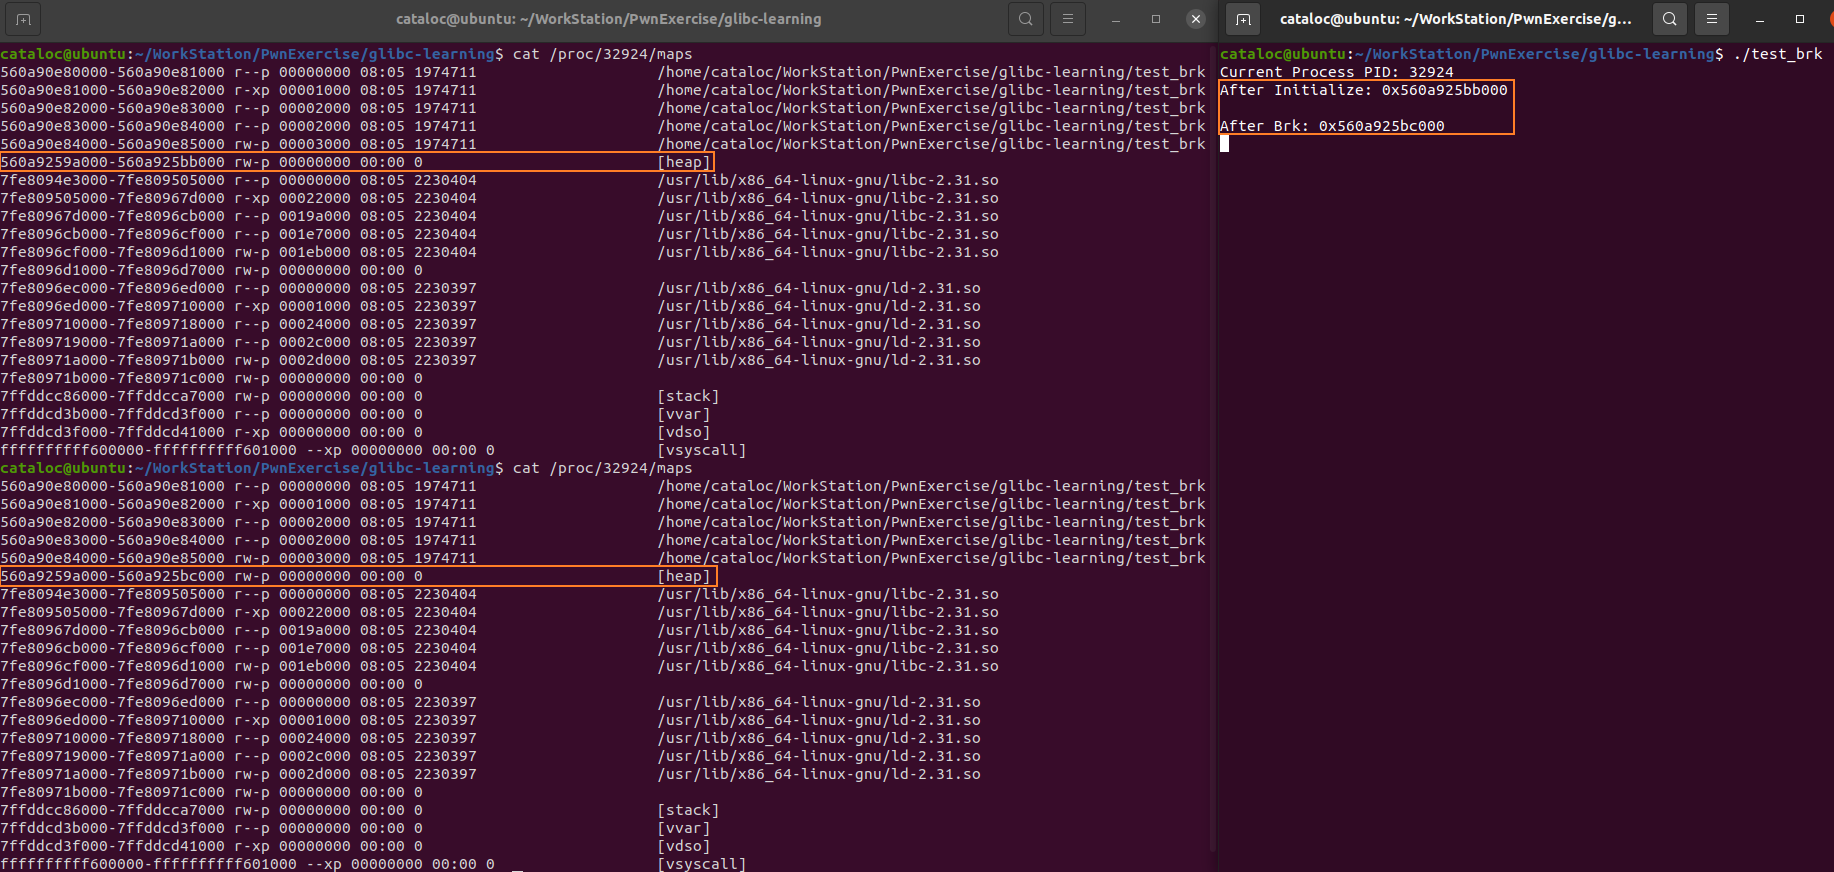 cataloc@ubuntu: ~/WorkStation/PwnExercise/glibc-learning
cataloc@ubuntu:~/WorkStation/PwnExercise/glibc-learning$ cat /proc/32924/maps
560a90e80000-560a90e81000 r--p 00000000 08:05 1974711 /home/cataloc/WorkStation/PwnExercise/glibc-learning/test_brk
560a90e81000-560a90e82000 r-xp 00001000 08:05 1974711 /home/cataloc/WorkStation/PwnExercise/glibc-learning/test_brk
560a90e82000-560a90e83000 r--p 00002000 08:05 1974711 /home/cataloc/WorkStation/PwnExercise/glibc-learning/test_brk
560a90e83000-560a90e84000 r--p 00002000 08:05 1974711 /home/cataloc/WorkStation/PwnExercise/glibc-learning/test_brk
560a90e84000-560a90e85000 rw-p 00003000 08:05 1974711 /home/cataloc/WorkStation/PwnExercise/glibc-learning/test_brk
560a9259a000-560a925bb000 rw-p 00000000 00:00 0 [heap]
7fe8094e3000-7fe809505000 r--p 00000000 08:05 2230404 /usr/lib/x86_64-linux-gnu/libc-2.31.so
7fe809505000-7fe80967d000 r-xp 00022000 08:05 2230404 /usr/lib/x86_64-linux-gnu/libc-2.31.so
7fe80967d000-7fe8096cb000 r--p 0019a000 08:05 2230404 /usr/lib/x86_64-linux-gnu/libc-2.31.so
7fe8096cb000-7fe8096cf000 r--p 001e7000 08:05 2230404 /usr/lib/x86_64-linux-gnu/libc-2.31.so
7fe8096cf000-7fe8096d1000 rw-p 001eb000 08:05 2230404 /usr/lib/x86_64-linux-gnu/libc-2.31.so
7fe8096d1000-7fe8096d7000 rw-p 00000000 00:00 0
7fe8096ec000-7fe8096ed000 r--p 00000000 08:05 2230397 /usr/lib/x86_64-linux-gnu/ld-2.31.so
7fe8096ed000-7fe809710000 r-xp 00001000 08:05 2230397 /usr/lib/x86_64-linux-gnu/ld-2.31.so
7fe809710000-7fe809718000 r--p 00024000 08:05 2230397 /usr/lib/x86_64-linux-gnu/ld-2.31.so
7fe809719000-7fe80971a000 r--p 0002c000 08:05 2230397 /usr/lib/x86_64-linux-gnu/ld-2.31.so
7fe80971a000-7fe80971b000 rw-p 0002d000 08:05 2230397 /usr/lib/x86_64-linux-gnu/ld-2.31.so
7fe80971b000-7fe80971c000 rw-p 00000000 00:00 0
7ffddcc86000-7ffddcca7000 rw-p 00000000 00:00 0 [stack]
7ffddcd3b000-7ffddcd3f000 r--p 00000000 00:00 0 [vvar]
7ffddcd3f000-7ffddcd41000 r-xp 00000000 00:00 0 [vdso]
ffffffffff600000-ffffffffff601000 --xp 00000000 00:00 0 [vsyscall]
cataloc@ubuntu:~/WorkStation/PwnExercise/glibc-learning$ cat /proc/32924/maps
560a90e80000-560a90e81000 r--p 00000000 08:05 1974711 /home/cataloc/WorkStation/PwnExercise/glibc-learning/test_brk
560a90e81000-560a90e82000 r-xp 00001000 08:05 1974711 /home/cataloc/WorkStation/PwnExercise/glibc-learning/test_brk
560a90e82000-560a90e83000 r--p 00002000 08:05 1974711 /home/cataloc/WorkStation/PwnExercise/glibc-learning/test_brk
560a90e83000-560a90e84000 r--p 00002000 08:05 1974711 /home/cataloc/WorkStation/PwnExercise/glibc-learning/test_brk
560a90e84000-560a90e85000 rw-p 00003000 08:05 1974711 /home/cataloc/WorkStation/PwnExercise/glibc-learning/test_brk
560a9259a000-560a925bc000 rw-p 00000000 00:00 0 [heap]
7fe8094e3000-7fe809505000 r--p 00000000 08:05 2230404 /usr/lib/x86_64-linux-gnu/libc-2.31.so
7fe809505000-7fe80967d000 r-xp 00022000 08:05 2230404 /usr/lib/x86_64-linux-gnu/libc-2.31.so
7fe80967d000-7fe8096cb000 r--p 0019a000 08:05 2230404 /usr/lib/x86_64-linux-gnu/libc-2.31.so
7fe8096cb000-7fe8096cf000 r--p 001e7000 08:05 2230404 /usr/lib/x86_64-linux-gnu/libc-2.31.so
7fe8096cf000-7fe8096d1000 rw-p 001eb000 08:05 2230404 /usr/lib/x86_64-linux-gnu/libc-2.31.so
7fe8096d1000-7fe8096d7000 rw-p 00000000 00:00 0
7fe8096ec000-7fe8096ed000 r--p 00000000 08:05 2230397 /usr/lib/x86_64-linux-gnu/ld-2.31.so
7fe8096ed000-7fe809710000 r-xp 00001000 08:05 2230397 /usr/lib/x86_64-linux-gnu/ld-2.31.so
7fe809710000-7fe809718000 r--p 00024000 08:05 2230397 /usr/lib/x86_64-linux-gnu/ld-2.31.so
7fe809719000-7fe80971a000 r--p 0002c000 08:05 2230397 /usr/lib/x86_64-linux-gnu/ld-2.31.so
7fe80971a000-7fe80971b000 rw-p 0002d000 08:05 2230397 /usr/lib/x86_64-linux-gnu/ld-2.31.so
7fe80971b000-7fe80971c000 rw-p 00000000 00:00 0
7ffddcc86000-7ffddcca7000 rw-p 00000000 00:00 0 [stack]
7ffddcd3b000-7ffddcd3f000 r--p 00000000 00:00 0 [vvar]
7ffddcd3f000-7ffddcd41000 r-xp 00000000 00:00 0 [vdso]
ffffffffff600000-ffffffffff601000 --xp 00000000 00:00 0 [vsyscall]
cataloc@ubuntu: ~/WorkStation/PwnExercise/g...
cataloc@ubuntu:~/WorkStation/PwnExercise/glibc-learning$ ./test_brk
Current Process PID: 32924
After Initialize: 0x560a925bb000
After Brk: 0x560a925bc000